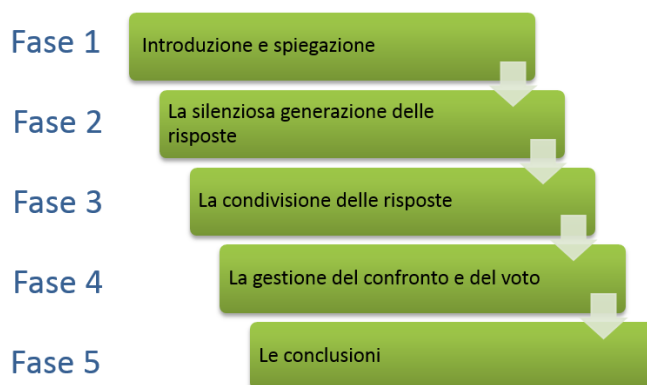 Fase 1
Introduzione e spiegazione
Fase 2
La silenziosa generazione delle
risposte
Fase 3
La condivisione delle risposte
Fase 4
La gestione del confronto e del voto
Fase 5
Le conclusioni